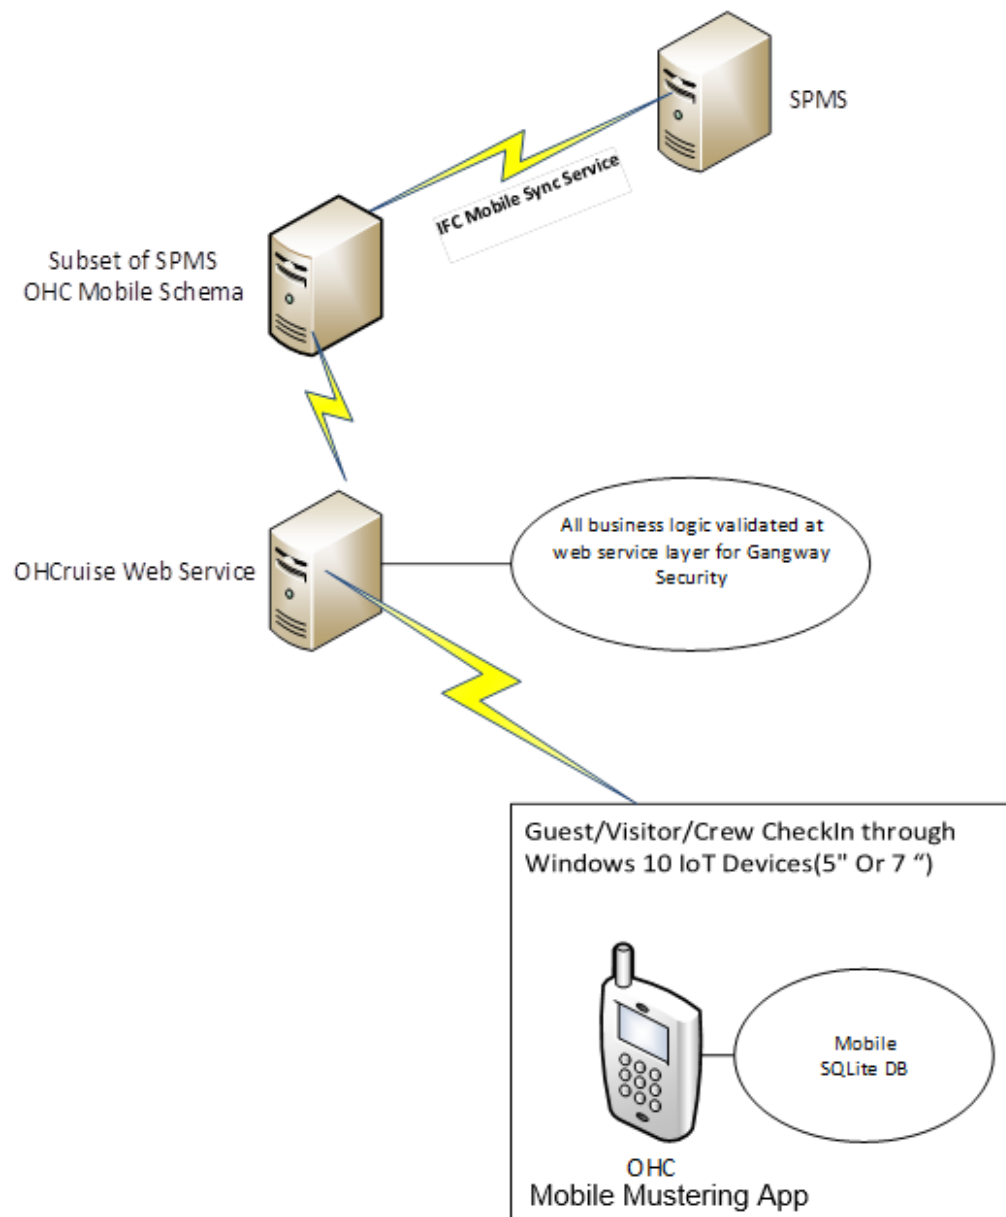 SPMS
IFC Mobile Sync Service
Subset of SPMS
OHC Mobile Schema
OHCruise Web Service
All business logic validated at
web service layer for Gangway
Security
Guest/Visitor/Crew CheckIn through
Windows 10 IoT Devices(5" Or 7 “)
Mobile
SQLite DB
OHC
Mobile Mustering App